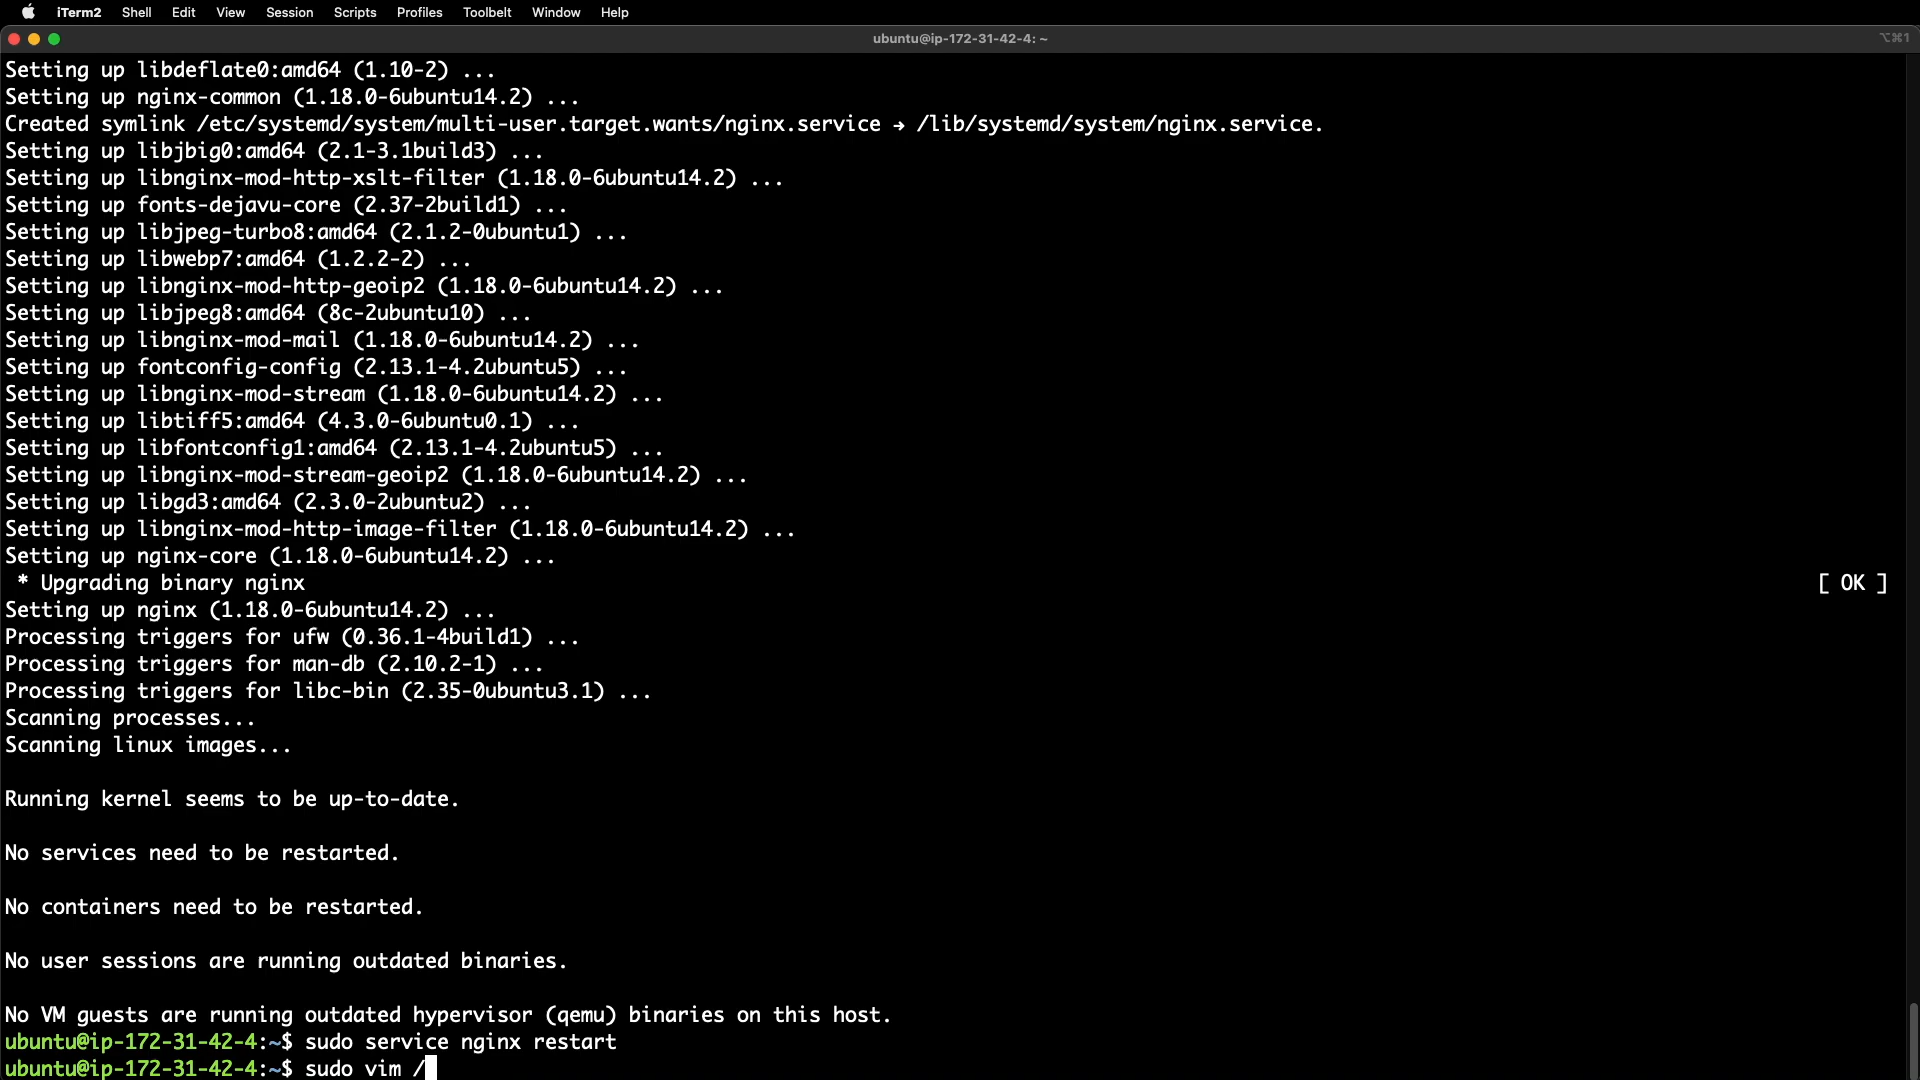 iTerm2 Shell Edit View Session Scripts Profiles Toolbelt Window Help
ubuntu@ip-172-31-42-4: ~ ⌥⌘1
Setting up libdeflate0:amd64 (1.10-2) ...
Setting up nginx-common (1.18.0-6ubuntu14.2) ...
Created symlink /etc/systemd/system/multi-user.target.wants/nginx.service → /lib/systemd/system/nginx.service.
Setting up libjbig0:amd64 (2.1-3.1build3) ...
Setting up libnginx-mod-http-xslt-filter (1.18.0-6ubuntu14.2) ...
Setting up fonts-dejavu-core (2.37-2build1) ...
Setting up libjpeg-turbo8:amd64 (2.1.2-0ubuntu1) ...
Setting up libwebp7:amd64 (1.2.2-2) ...
Setting up libnginx-mod-http-geoip2 (1.18.0-6ubuntu14.2) ...
Setting up libjpeg8:amd64 (8c-2ubuntu10) ...
Setting up libnginx-mod-mail (1.18.0-6ubuntu14.2) ...
Setting up fontconfig-config (2.13.1-4.2ubuntu5) ...
Setting up libnginx-mod-stream (1.18.0-6ubuntu14.2) ...
Setting up libtiff5:amd64 (4.3.0-6ubuntu0.1) ...
Setting up libfontconfig1:amd64 (2.13.1-4.2ubuntu5) ...
Setting up libnginx-mod-stream-geoip2 (1.18.0-6ubuntu14.2) ...
Setting up libgd3:amd64 (2.3.0-2ubuntu2) ...
Setting up libnginx-mod-http-image-filter (1.18.0-6ubuntu14.2) ...
Setting up nginx-core (1.18.0-6ubuntu14.2) ...
* Upgrading binary nginx [ OK ]
Setting up nginx (1.18.0-6ubuntu14.2) ...
Processing triggers for ufw (0.36.1-4build1) ...
Processing triggers for man-db (2.10.2-1) ...
Processing triggers for libc-bin (2.35-0ubuntu3.1) ...
Scanning processes...
Scanning linux images...
Running kernel seems to be up-to-date.
No services need to be restarted.
No containers need to be restarted.
No user sessions are running outdated binaries.
No VM guests are running outdated hypervisor (qemu) binaries on this host.
ubuntu@ip-172-31-42-4:~$ sudo service nginx restart
ubuntu@ip-172-31-42-4:~$ sudo vim /